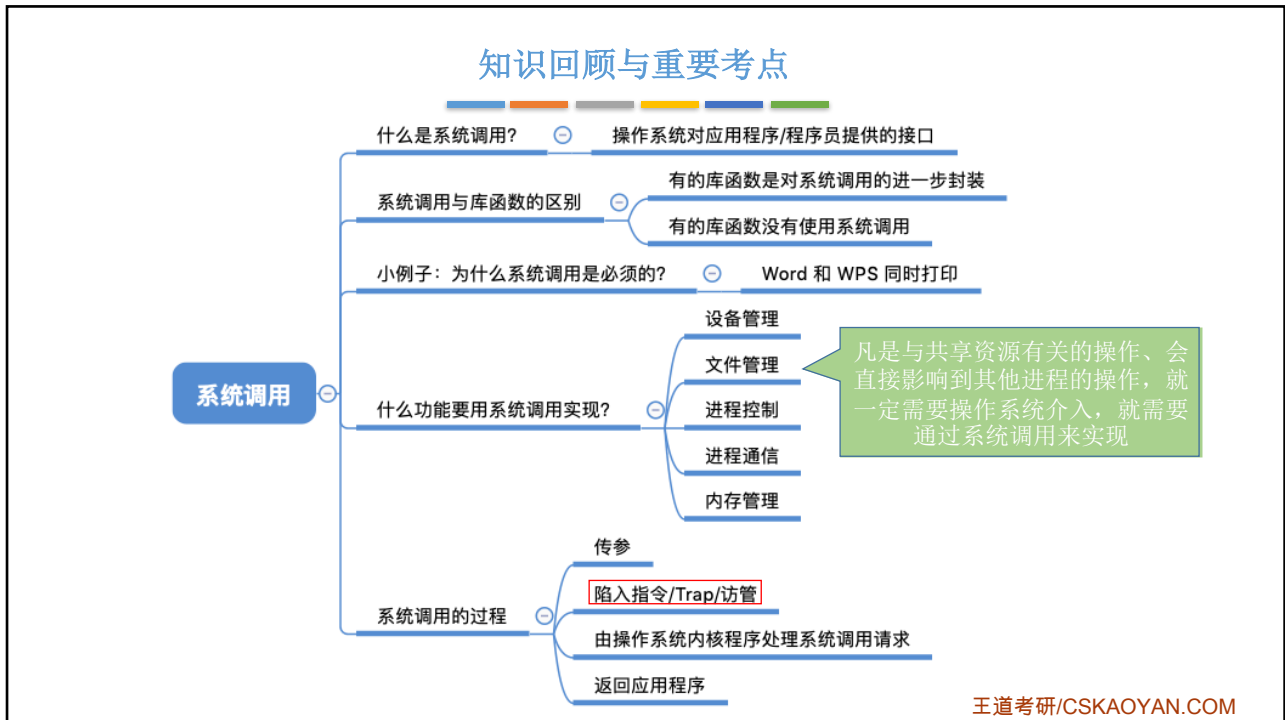 知识回顾与重要考点
什么是系统调用?
操作系统对应用程序/程序员提供的接口
系统调用与库函数的区别
有的库函数是对系统调用的进一步封装
有的库函数没有使用系统调用
小例子：为什么系统调用是必须的?
Word 和 WPS 同时打印
系统调用
什么功能要用系统调用实现?
设备管理
文件管理
进程控制
进程通信
内存管理
凡是与共享资源有关的操作、会
直接影响到其他进程的操作，就
一定需要操作系统介入，就需要
通过系统调用来实现
系统调用的过程
传参
陷入指令/Trap/访管
由操作系统内核程序处理系统调用请求
返回应用程序
王道考研/CSKAOYAN.COM